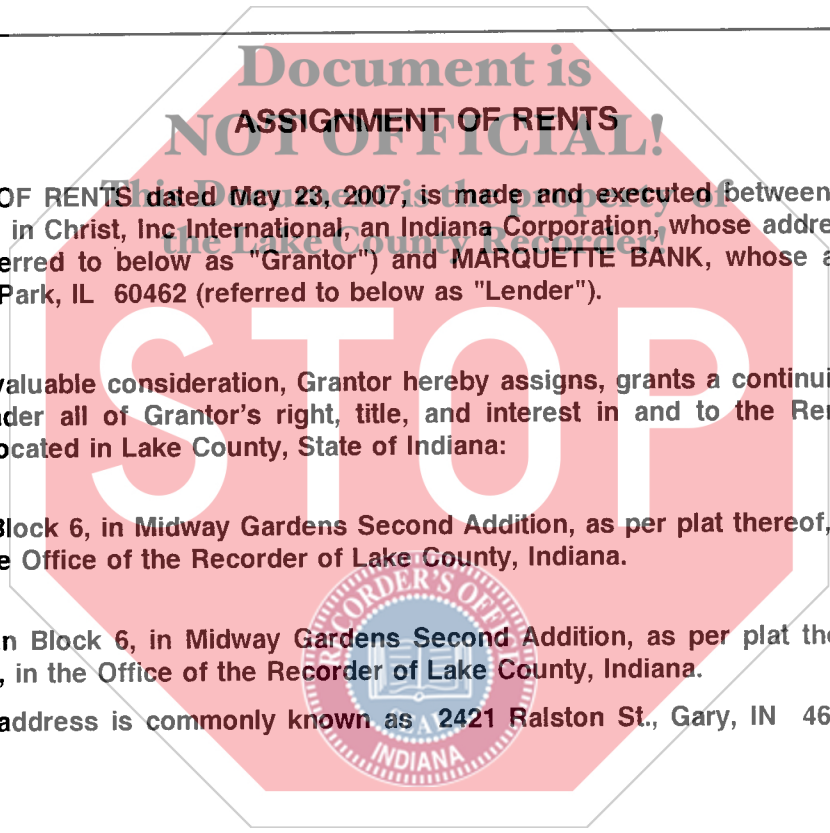 Document is
NOT OFFICIAL!
This Document is the property of
the Lake County Recorder!
ASSIGNMENT OF RENTS
OF RENTS dated May 23, 2007, is made and executed between
in Christ, Inc International, an Indiana Corporation, whose addre
erred to below as "Grantor") and MARQUETTE BANK, whose a
Park, IL 60462 (referred to below as "Lender").
valuable consideration, Grantor hereby assigns, grants a continui
der all of Grantor's right, title, and interest in and to the Ren
ocated in Lake County, State of Indiana:
STOP
Block 6, in Midway Gardens Second Addition, as per plat thereof,
e Office of the Recorder of Lake County, Indiana.
n Block 6, in Midway Gardens Second Addition, as per plat the
, in the Office of the Recorder of Lake County, Indiana.
address is commonly known as 2421 Ralston St., Gary, IN 46
RECORDER'S OFFICE
INDIANA